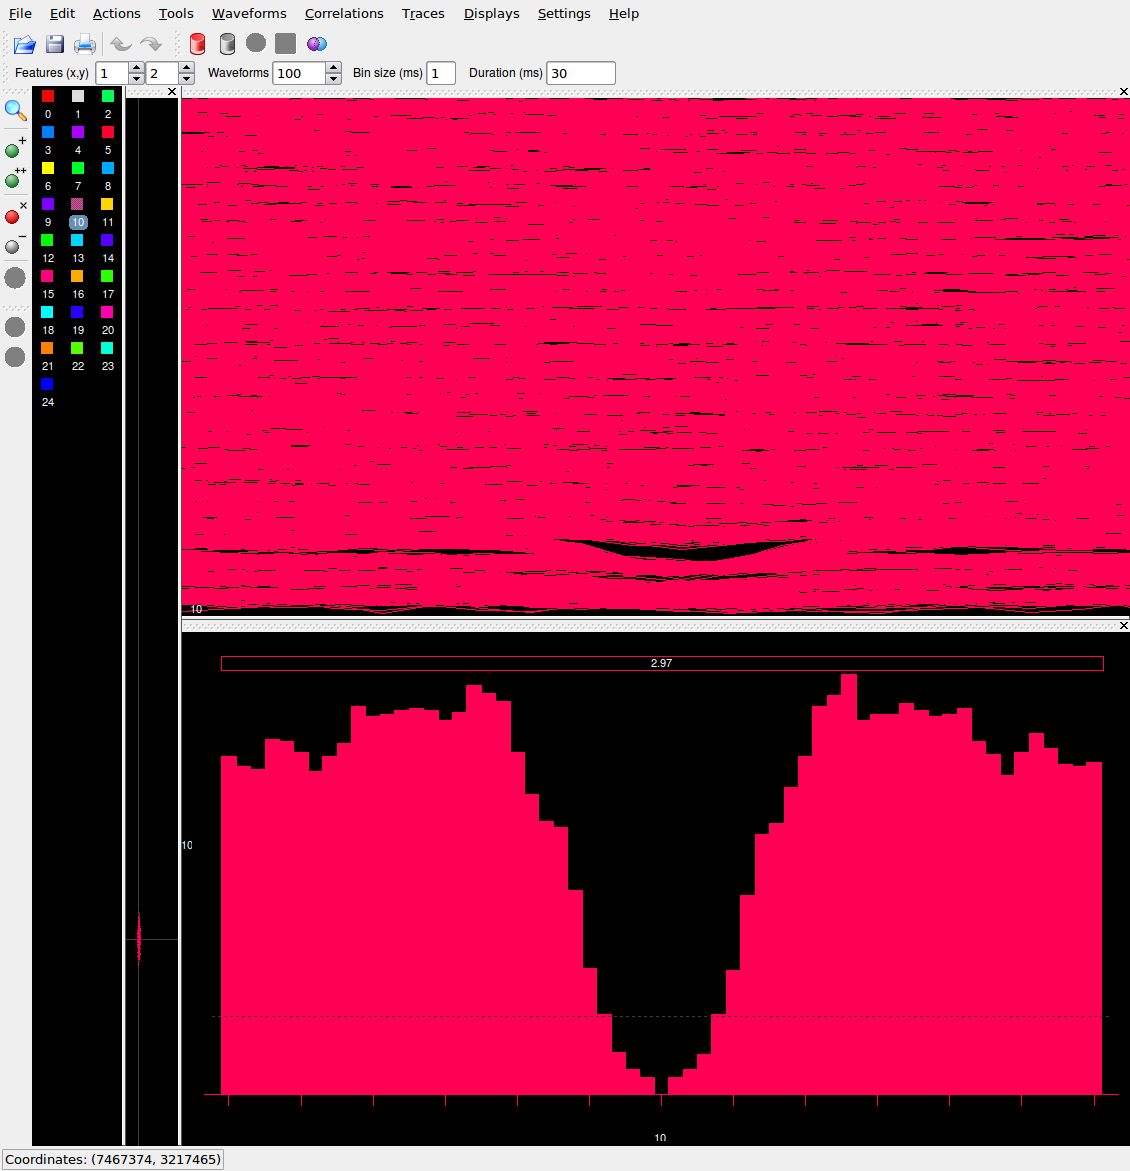 File Edit Actions Tools Waveforms Correlations Traces Displays Settings Help
Features (x,y) 1 2 Waveforms 100 Bin size (ms) 1 Duration (ms) 30
0 1 2
3 4 5
6 7 8
9 10 11
12 13 14
15 16 17
18 19 20
21 22 23
24
10
2.97
10
10
Coordinates: (7467374, 3217465)